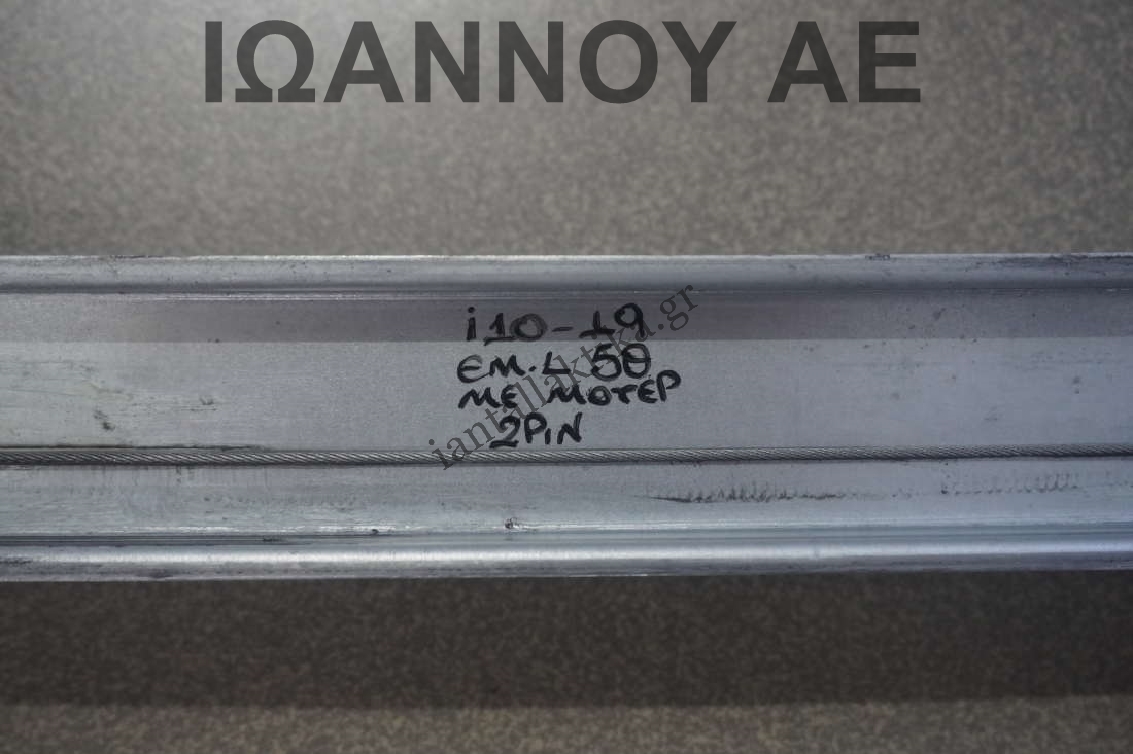 ΙΩΑΝΝΟΥ ΑΕ
i10-19
ΕΜ.Δ 50
ΜΕ ΜΟΤΕΡ
2PIN
iantallaktika.gr